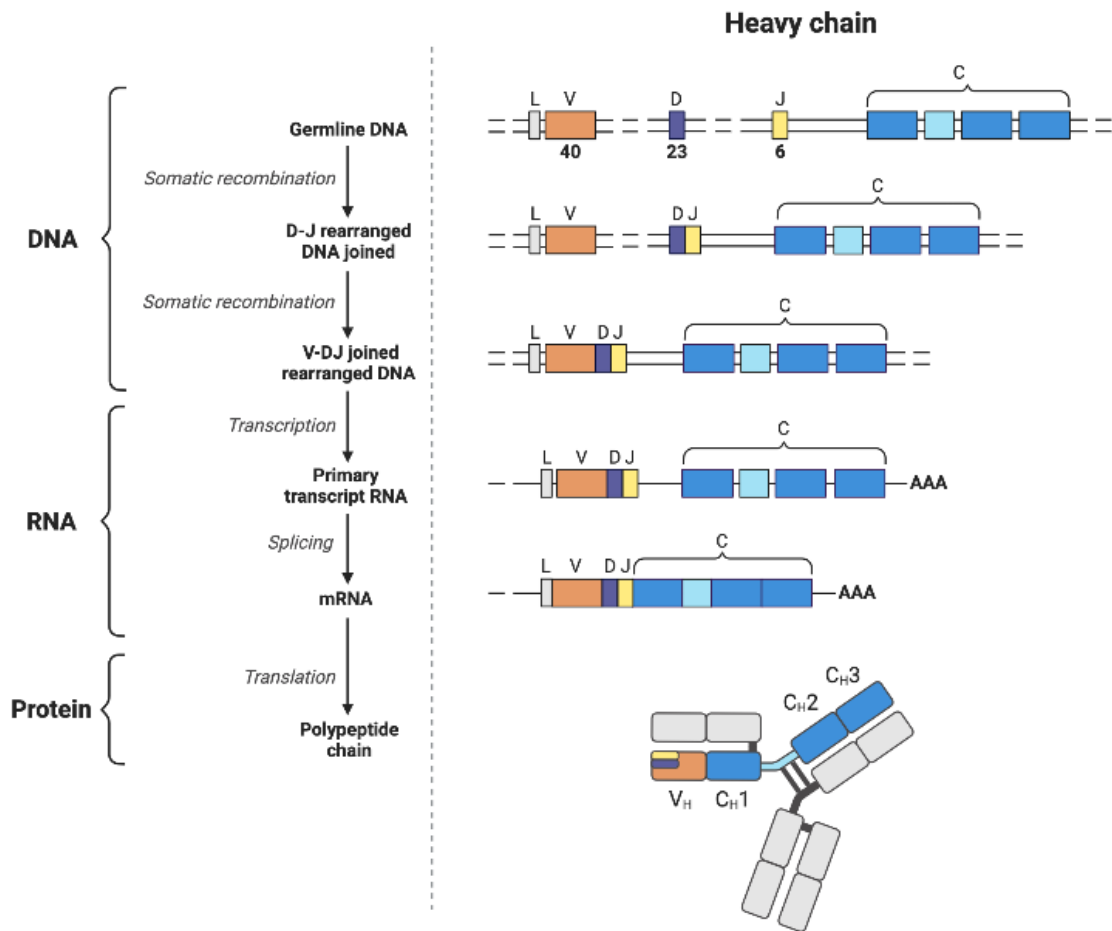 Heavy chain
C
L V D J
Germline DNA
40 23 6
Somatic recombination
C
L V D J
D-J rearranged
DNA joined
DNA
Somatic recombination
C
L V D J
V-DJ joined
rearranged DNA
Transcription
C
L V D J
Primary
transcript RNA
AAA
RNA
Splicing
C
L V D J
mRNA
AAA
Translation
CH3
CH2
Protein
Polypeptide
chain
VH CH1